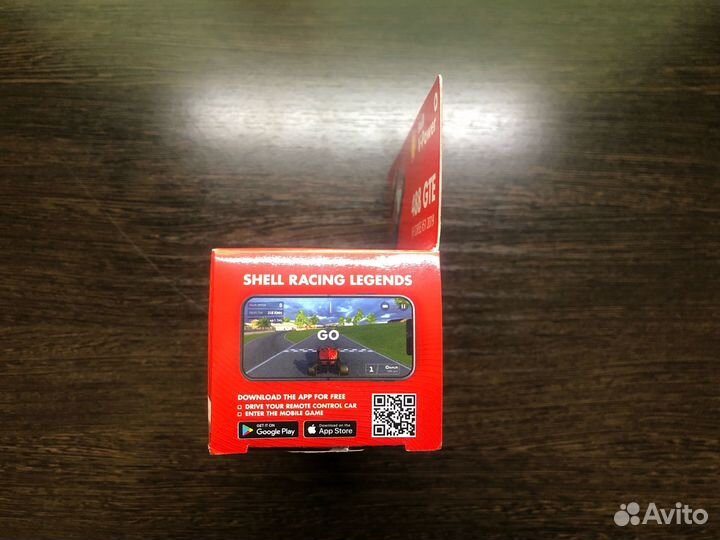 V-Power
488 GTE
SHELL RACING LEGENDS
GO
1
DOWNLOAD THE APP FOR FREE
DRIVE YOUR REMOTE CONTROL CAR
ENTER THE MOBILE GAME
GET IT ON
Google Play
Download on the
App Store
Avito